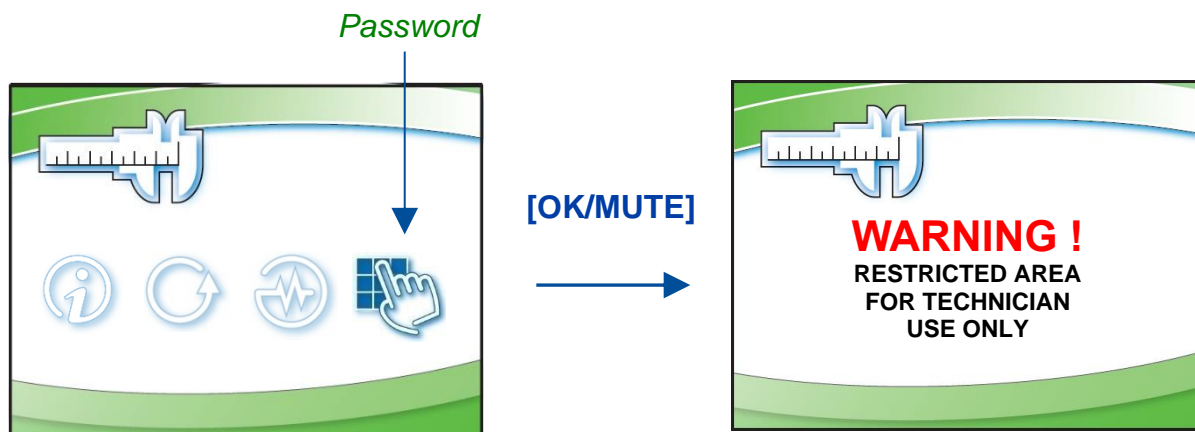 Password
[OK/MUTE]
WARNING !
RESTRICTED AREA
FOR TECHNICIAN
USE ONLY